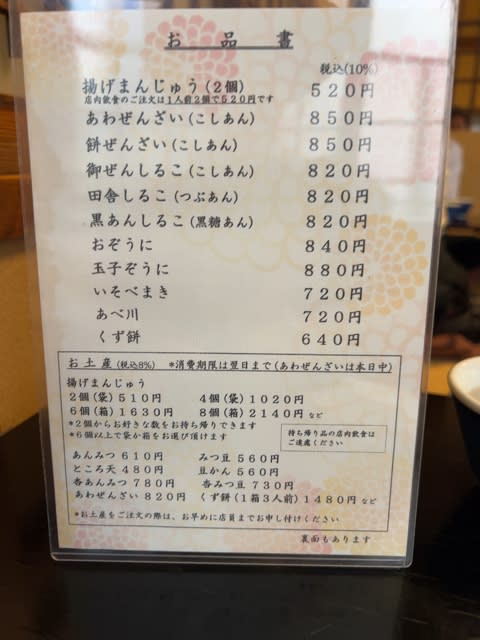 お品書
税込(10%)
揚げまんじゅう(2個) 520円
店内飲食のご注文は1人前2個で520円です
あわぜんざい(こしあん) 850円
餅ぜんざい(こしあん) 850円
御ぜんしるこ(こしあん) 820円
田舎しるこ(つぶあん) 820円
黒あんしるこ(黒糖あん) 820円
おぞうに 840円
玉子ぞうに 880円
いそべまき 720円
あべ川 720円
くず餅 640円
お土産(税込8%) *消費期限は翌日まで(あわぜんざいは本日中)
揚げまんじゅう
2個(袋)510円 4個(袋)1020円
6個(箱)1630円 8個(箱)2140円 など
*2個からお好きな数をお持ち帰りできます
*6個以上で袋か箱をお選び頂けます
持ち帰り品の店内飲食は
ご遠慮ください
あんみつ 610円 みつ豆 560円
ところ天 480円 豆かん 560円
杏あんみつ 780円 杏みつ豆 730円
あわぜんざい 820円 くず餅(1箱3人前)1480円 など
*お土産をご注文の際は、お早めに店員までお申し付けください
裏面もあります